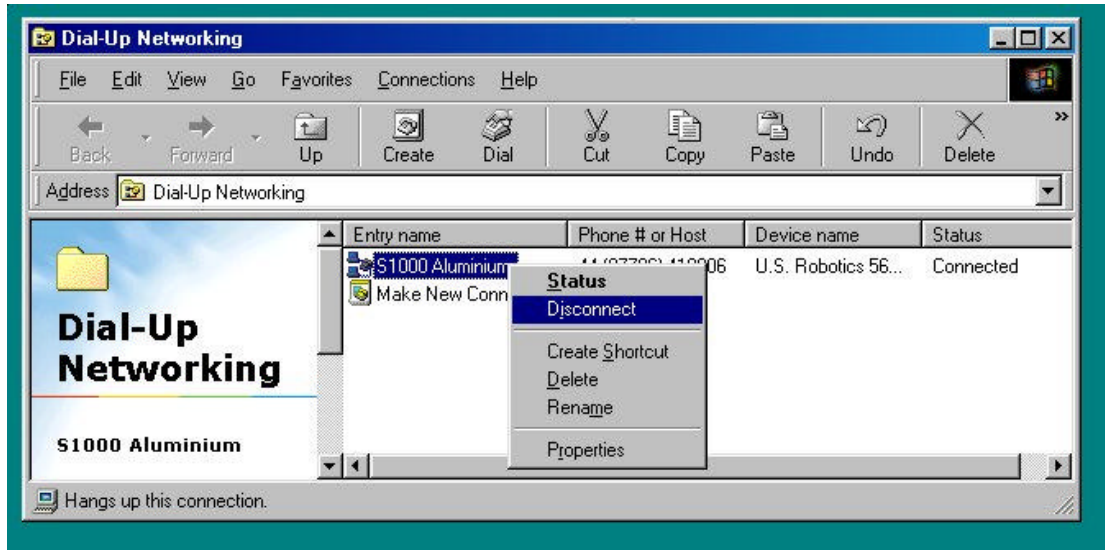 Dial-Up Networking
File Edit View Go Favorites Connections Help
Back Forward Up Create Dial Cut Copy Paste Undo Delete »
Address Dial-Up Networking
Entry name Phone # or Host Device name Status
S1000 Aluminium U.S. Robotics 56... Connected
Make New Conn
Status
Disconnect
Create Shortcut
Delete
Rename
Properties
Dial-Up
Networking
S1000 Aluminium
Hangs up this connection.